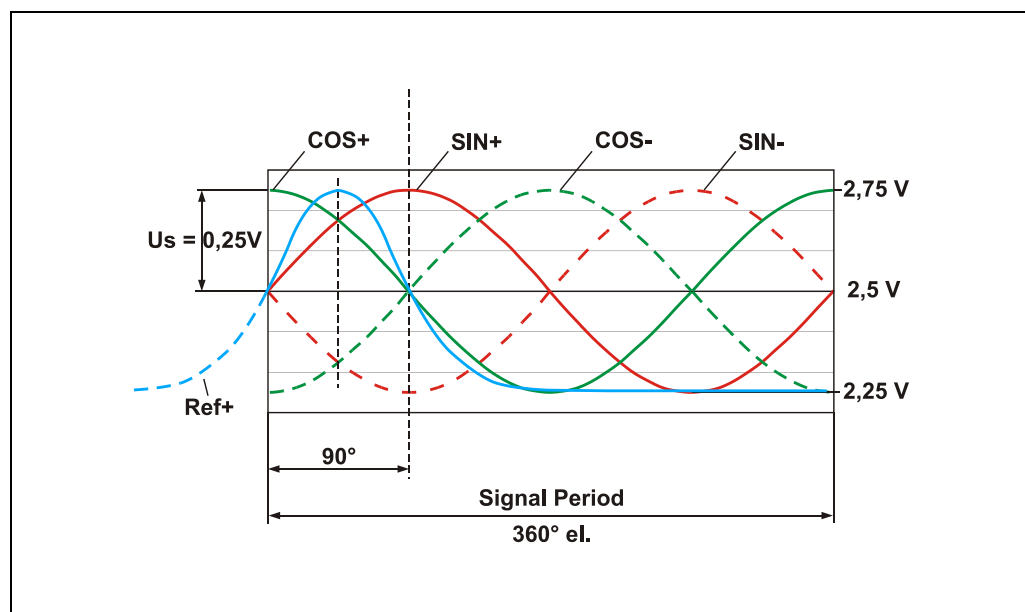 COS+ SIN+ COS- SIN-
2,75 V
Us = 0,25V
2,5 V
2,25 V
Ref+
90°
Signal Period
360° el.